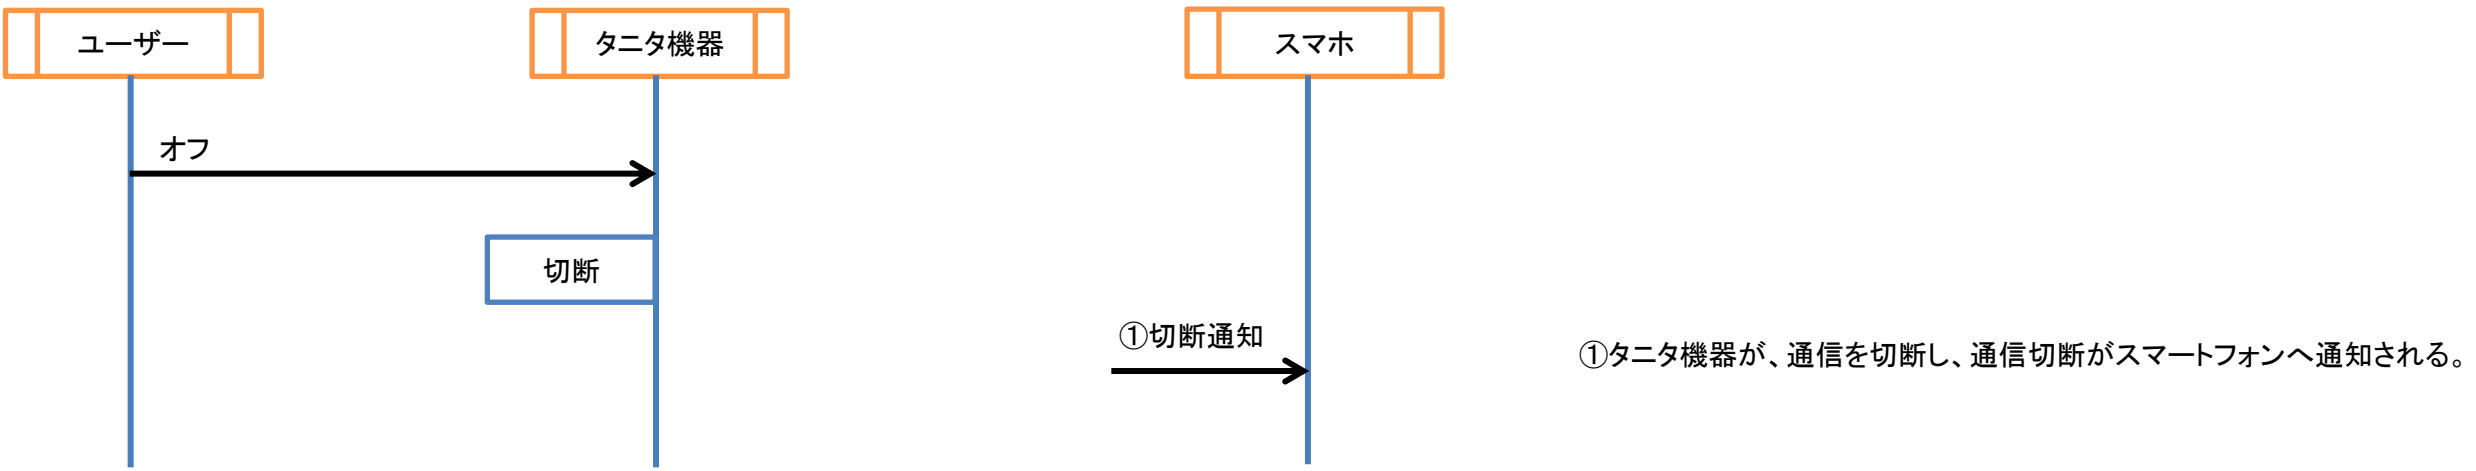 ユーザー
タニタ機器
スマホ
オフ
切断
①切断通知
①タニタ機器が、通信を切断し、通信切断がスマートフォンへ通知される。